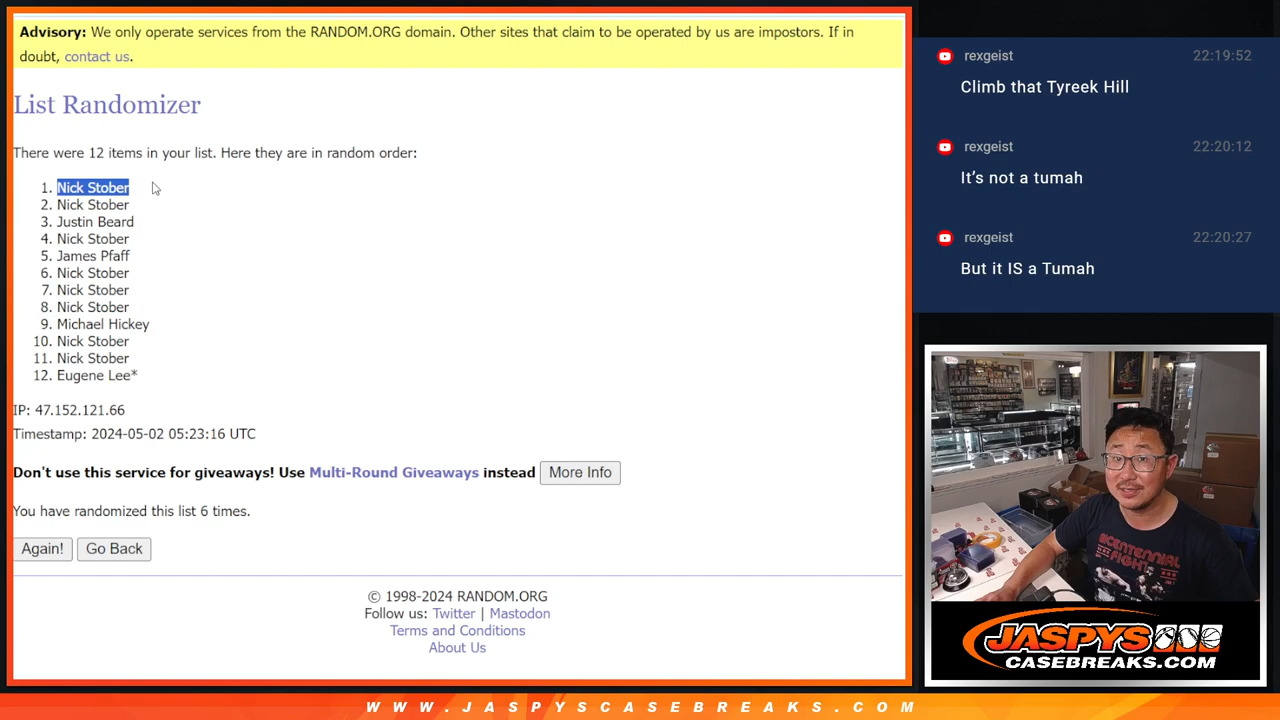 Advisory: We only operate services from the RANDOM.ORG domain. Other sites that claim to be operated by us are impostors. If in
doubt, contact us.
List Randomizer
There were 12 items in your list. Here they are in random order:
1. Nick Stober
2. Nick Stober
3. Justin Beard
4. Nick Stober
5. James Pfaff
6. Nick Stober
7. Nick Stober
8. Nick Stober
9. Michael Hickey
10. Nick Stober
11. Nick Stober
12. Eugene Lee*
IP: 47.152.121.66
Timestamp: 2024-05-02 05:23:16 UTC
Don't use this service for giveaways! Use Multi-Round Giveaways instead More Info
You have randomized this list 6 times.
Again! Go Back
© 1998-2024 RANDOM.ORG
Follow us: Twitter | Mastodon
Terms and Conditions
About Us
rexgeist 22:19:52
Climb that Tyreek Hill
rexgeist 22:20:12
It’s not a tumah
rexgeist 22:20:27
But it IS a Tumah
BICENTENNIAL
FIGHT
JASPYS
CASEBREAKS.COM
WWW.JASPYSCASEBREAKS.COM